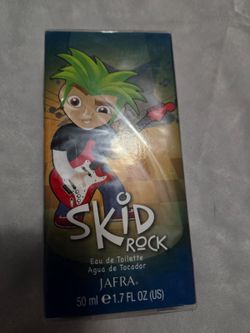 SKID
ROCK
Eau de Toilette
Agua de Tocador
JAFRA®
50 ml ℮ 1.7 FL OZ (US)